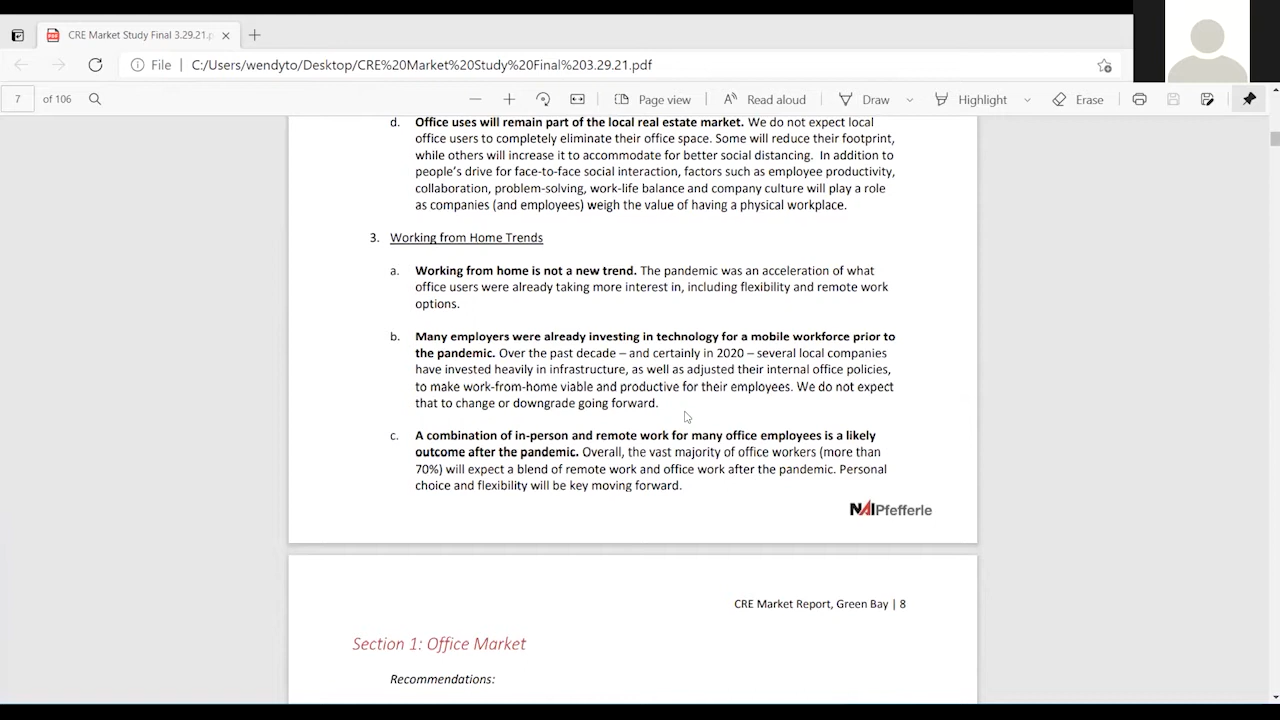 CRE Market Study Final 3.29.21.p
File | C:/Users/wendyto/Desktop/CRE%20Market%20Study%20Final%203.29.21.pdf
7 of 106 Page view Read aloud Draw Highlight Erase
d. Office uses will remain part of the local real estate market. We do not expect local
office users to completely eliminate their office space. Some will reduce their footprint,
while others will increase it to accommodate for better social distancing. In addition to
people's drive for face-to-face social interaction, factors such as employee productivity,
collaboration, problem-solving, work-life balance and company culture will play a role
as companies (and employees) weigh the value of having a physical workplace.
3. Working from Home Trends
a. Working from home is not a new trend. The pandemic was an acceleration of what
office users were already taking more interest in, including flexibility and remote work
options.
b. Many employers were already investing in technology for a mobile workforce prior to
the pandemic. Over the past decade – and certainly in 2020 – several local companies
have invested heavily in infrastructure, as well as adjusted their internal office policies,
to make work-from-home viable and productive for their employees. We do not expect
that to change or downgrade going forward.
c. A combination of in-person and remote work for many office employees is a likely
outcome after the pandemic. Overall, the vast majority of office workers (more than
70%) will expect a blend of remote work and office work after the pandemic. Personal
choice and flexibility will be key moving forward.
NAIPfefferle
CRE Market Report, Green Bay | 8
Section 1: Office Market
Recommendations: